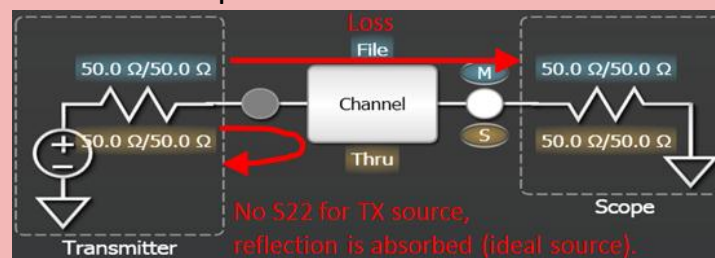 Loss
File
50.0 Ω/50.0 Ω
M
50.0 Ω/50.0 Ω
Channel
50.0 Ω/50.0 Ω
S
50.0 Ω/50.0 Ω
Thru
No S22 for TX source,
reflection is absorbed (ideal source).
Scope
Transmitter